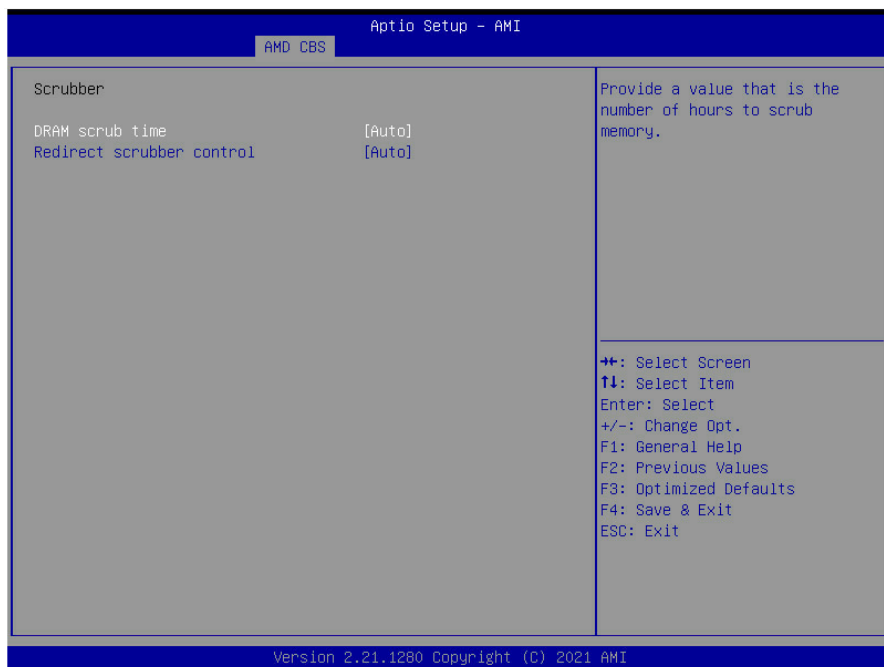 Aptio Setup - AMI
AMD CBS
Scrubber
DRAM scrub time [Auto]
Redirect scrubber control [Auto]
Provide a value that is the
number of hours to scrub
memory.
→←: Select Screen
↑↓: Select Item
Enter: Select
+/-: Change Opt.
F1: General Help
F2: Previous Values
F3: Optimized Defaults
F4: Save & Exit
ESC: Exit
Version 2.21.1280 Copyright (C) 2021 AMI